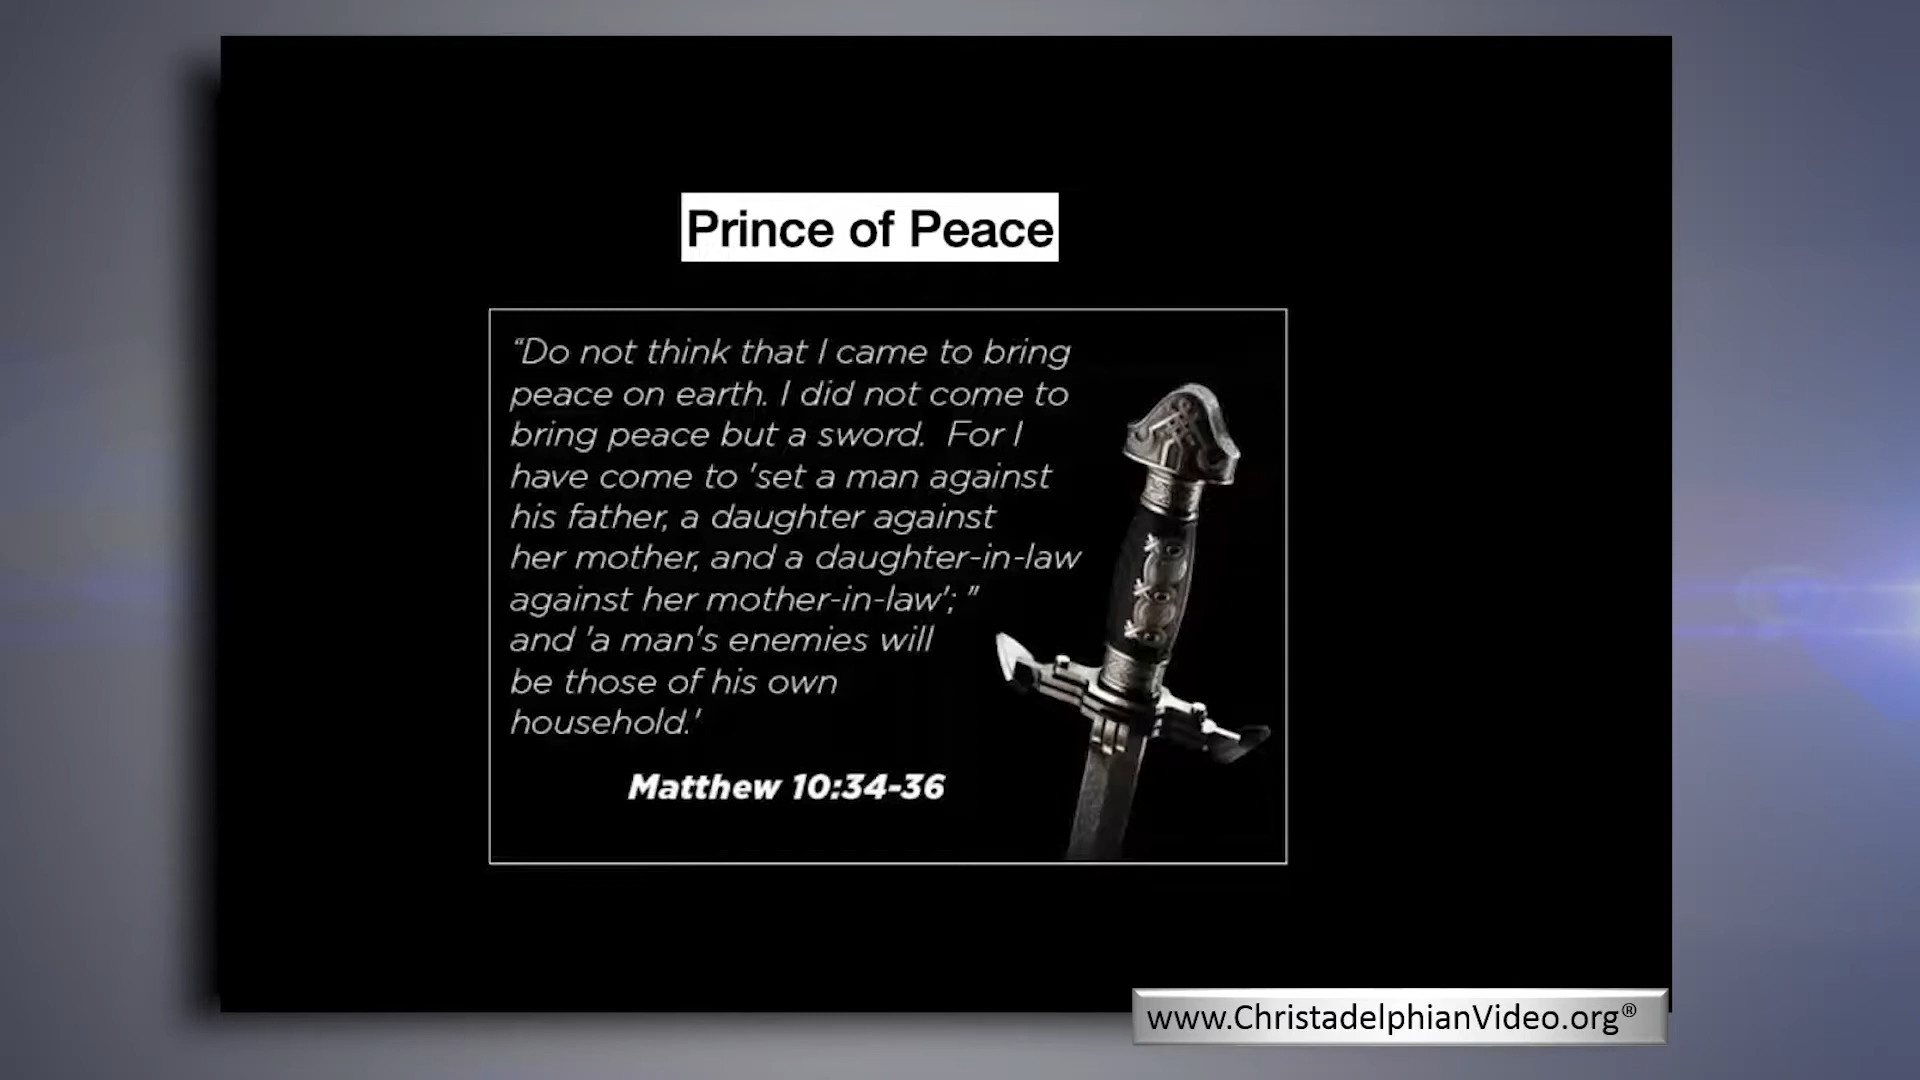 Prince of Peace
“Do not think that I came to bring
peace on earth. I did not come to
bring peace but a sword. For I
have come to 'set a man against
his father, a daughter against
her mother, and a daughter-in-law
against her mother-in-law'; "
and 'a man's enemies will
be those of his own
household.'
Matthew 10:34-36
www.ChristadelphianVideo.org®